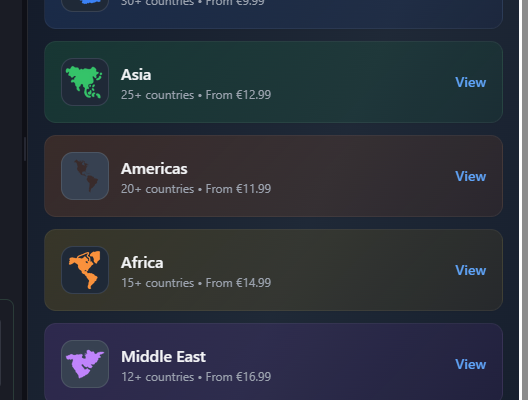 30+ countries • From €9.99
Asia
25+ countries • From €12.99
View
Americas
20+ countries • From €11.99
View
Africa
15+ countries • From €14.99
View
Middle East
12+ countries • From €16.99
View